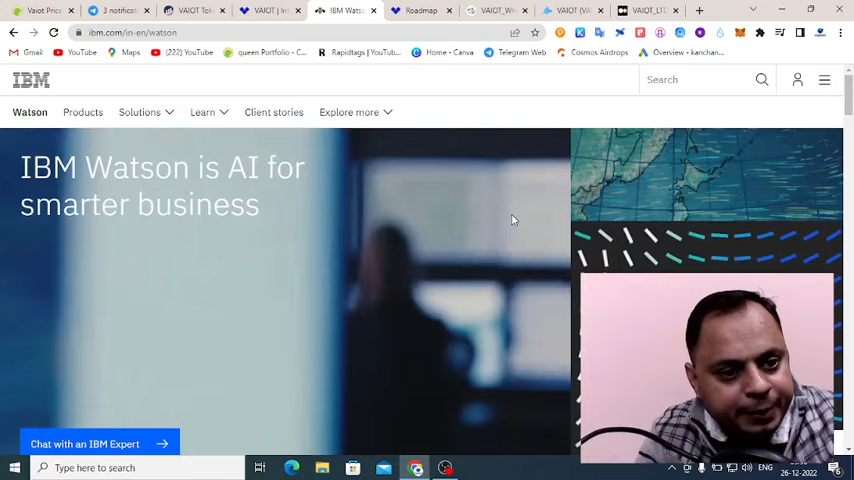 Vaiot Price
3 notificati
VAIOT Tok
VAIOT | Int
IBM Watso
Roadmap
VAIOT_Wh
VAIOT (VA
VAIOT_LTD
ibm.com/in-en/watson
Gmail
YouTube
Maps
(222) YouTube
queen Portfolio - C...
Rapidtags | YouTub...
Home - Canva
Telegram Web
Cosmos Airdrops
Overview - kanchan...
IBM
Search
Watson
Products
Solutions
Learn
Client stories
Explore more
IBM Watson is AI for
smarter business
Chat with an IBM Expert
Type here to search
ENG
26-12-2022
6